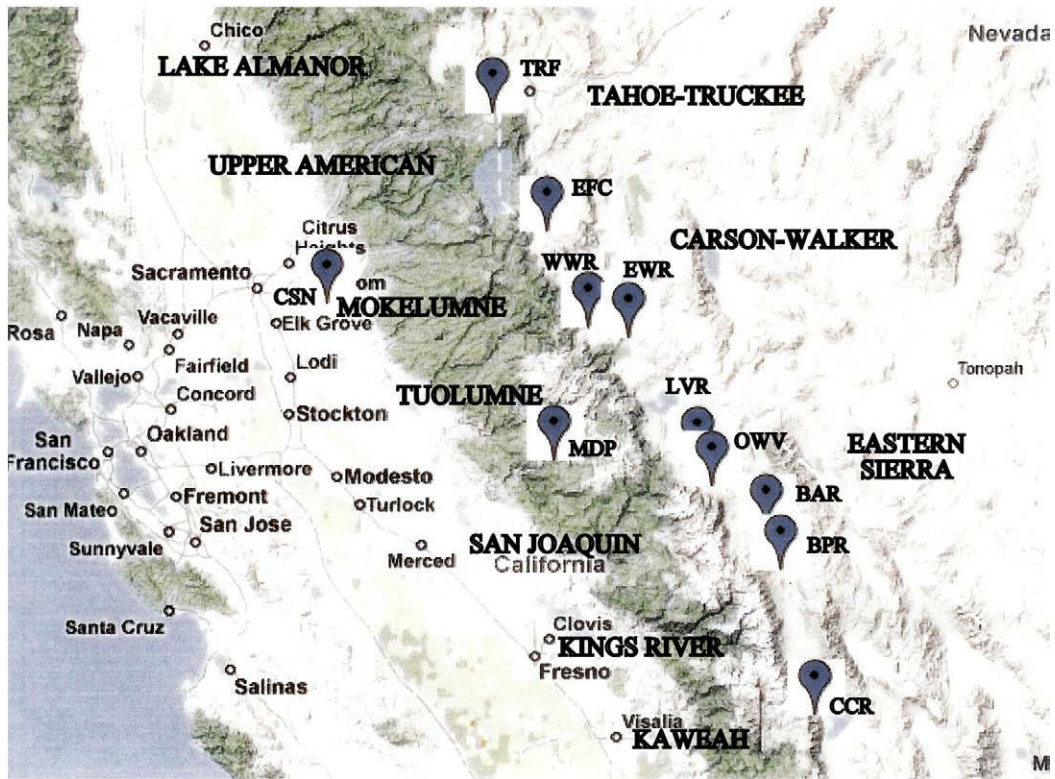 Chico
Nevada
LAKE ALMANOR
TRF
TAHOE-TRUCKEE
UPPER AMERICAN
EFC
Citrus
Heights
CARSON-WALKER
Sacramento
WWR
EWR
CSN
om
MOKELUMNE
Rosa
Napa
Vacaville
Elk Grove
Fairfield
Lodi
Vallejo
Tonopah
Concord
TUOLUMNE
LVR
Stockton
San
Francisco
Oakland
MDP
OWV
EASTERN
SIERRA
Livermore
Modesto
BAR
San Mateo
Fremont
Turlock
San Jose
Sunnyvale
Merced
SAN JOAQUIN
California
BPR
Santa Cruz
Clovis
KINGS RIVER
Fresno
Salinas
CCR
Visalia
KAWEAH
M